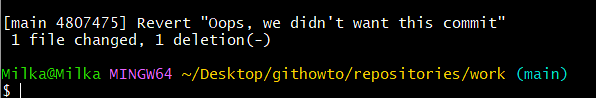 [main 4807475] Revert "Oops, we didn't want this commit"
1 file changed, 1 deletion(-)
Milka@Milka MINGW64 ~/Desktop/githowto/repositories/work (main)
$